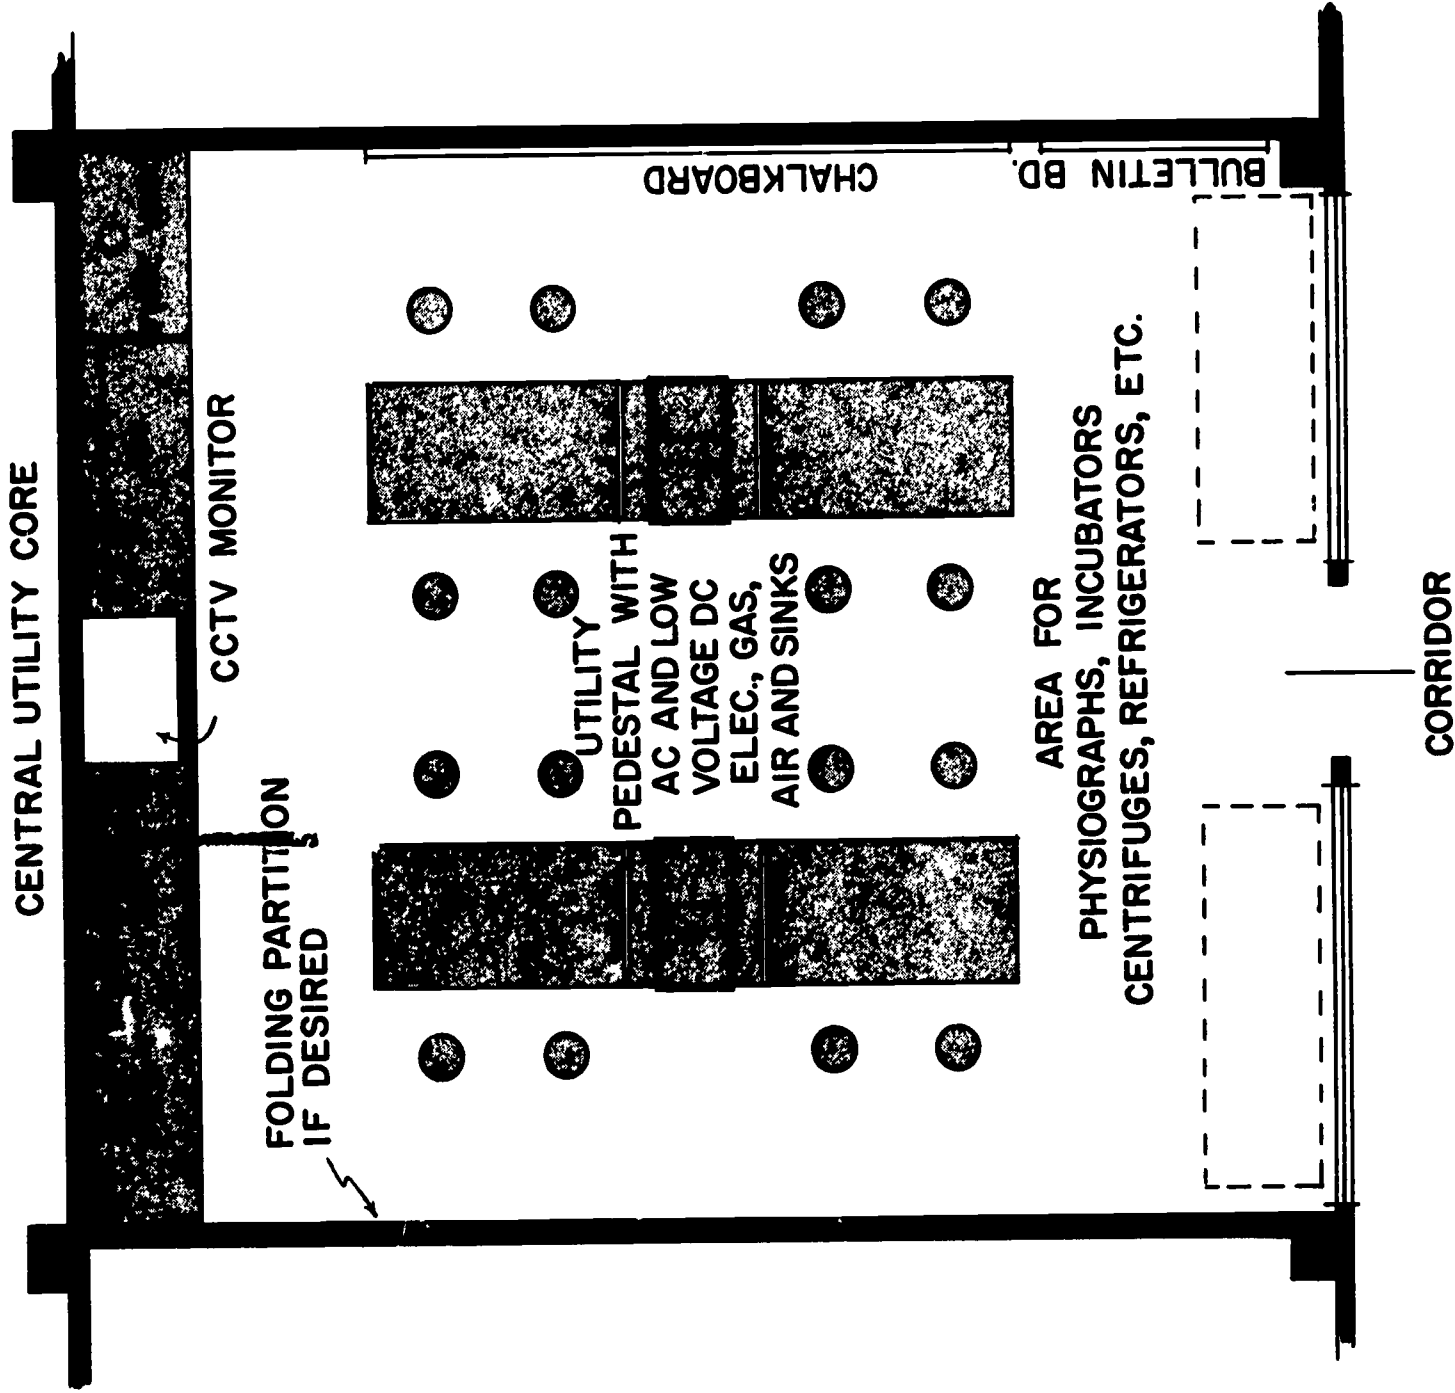 CENTRAL UTILITY CORE
CCTV MONITOR
FOLDING PARTITION
IF DESIRED
CHALKBOARD
BULLETIN BD.
UTILITY
PEDESTAL WITH
AC AND LOW
VOLTAGE DC
ELEC., GAS,
AIR AND SINKS
AREA FOR
PHYSIOGRAPHS, INCUBATORS
CENTRIFUGES, REFRIGERATORS, ETC.
CORRIDOR